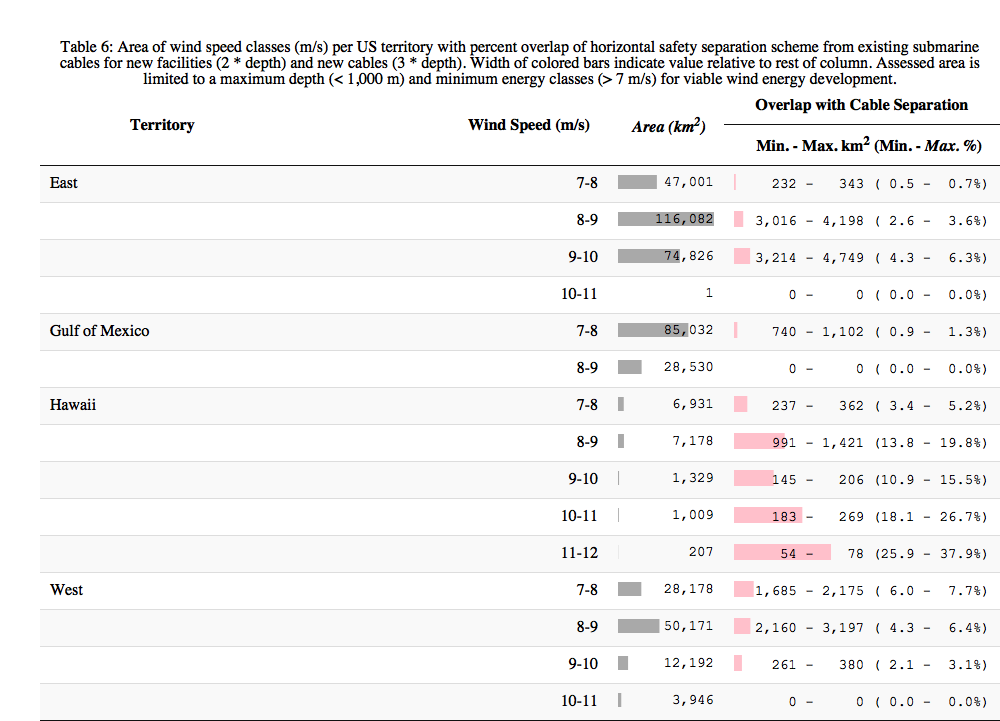 Table 6: Area of wind speed classes (m/s) per US territory with percent overlap of horizontal safety separation scheme from existing submarine
cables for new facilities (2 * depth) and new cables (3 * depth). Width of colored bars indicate value relative to rest of column. Assessed area is
limited to a maximum depth (< 1,000 m) and minimum energy classes (> 7 m/s) for viable wind energy development.
Overlap with Cable Separation
Territory Wind Speed (m/s) Area (km²)
Min. - Max. km² (Min. - Max. %)
East 7-8 47,001 232 – 343 ( 0.5 – 0.7%)
8-9 116,082 3,016 – 4,198 ( 2.6 – 3.6%)
9-10 74,826 3,214 – 4,749 ( 4.3 – 6.3%)
10-11 1 0 – 0 ( 0.0 – 0.0%)
Gulf of Mexico 7-8 85,032 740 – 1,102 ( 0.9 – 1.3%)
8-9 28,530 0 – 0 ( 0.0 – 0.0%)
Hawaii 7-8 6,931 237 – 362 ( 3.4 – 5.2%)
8-9 7,178 991 – 1,421 (13.8 – 19.8%)
9-10 1,329 145 – 206 (10.9 – 15.5%)
10-11 1,009 183 – 269 (18.1 – 26.7%)
11-12 207 54 – 78 (25.9 – 37.9%)
West 7-8 28,178 1,685 – 2,175 ( 6.0 – 7.7%)
8-9 50,171 2,160 – 3,197 ( 4.3 – 6.4%)
9-10 12,192 261 – 380 ( 2.1 – 3.1%)
10-11 3,946 0 – 0 ( 0.0 – 0.0%)